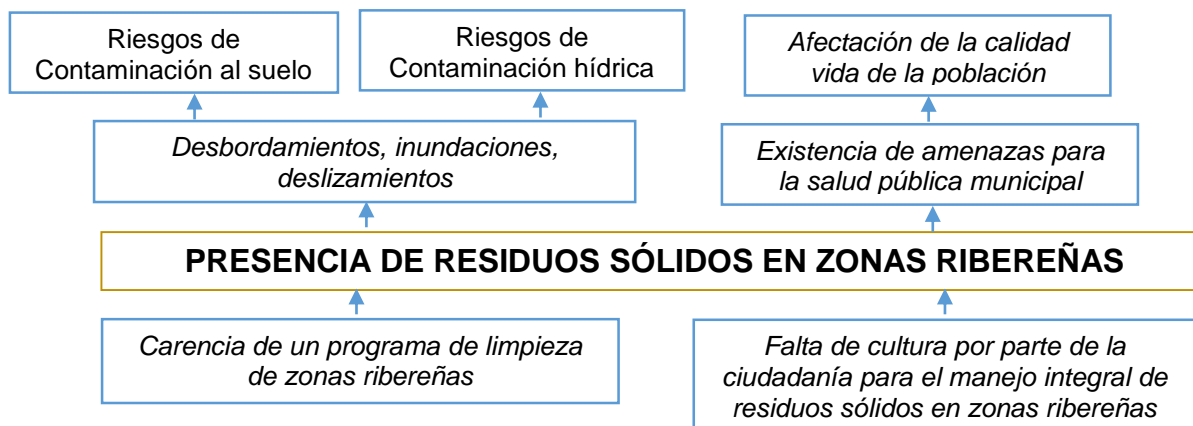 Riesgos de
Contaminación al suelo
Riesgos de
Contaminación hídrica
Afectación de la calidad
vida de la población
Desbordamientos, inundaciones,
deslizamientos
Existencia de amenazas para
la salud pública municipal
PRESENCIA DE RESIDUOS SÓLIDOS EN ZONAS RIBEREÑAS
Carencia de un programa de limpieza
de zonas ribereñas
Falta de cultura por parte de la
ciudadanía para el manejo integral de
residuos sólidos en zonas ribereñas